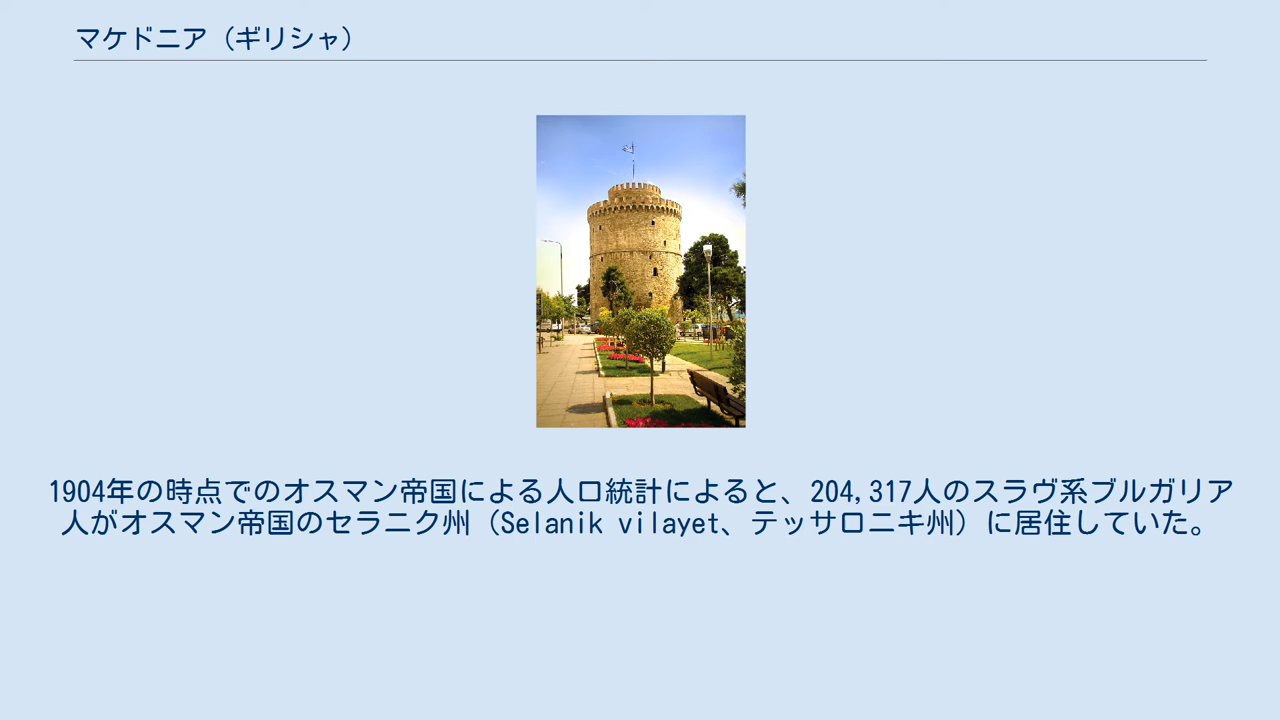 マケドニア（ギリシャ）
1904年の時点でのオスマン帝国による人口統計によると、204,317人のスラヴ系ブルガリア
人がオスマン帝国のセラニク州（Selanik vilayet、テッサロニキ州）に居住していた。